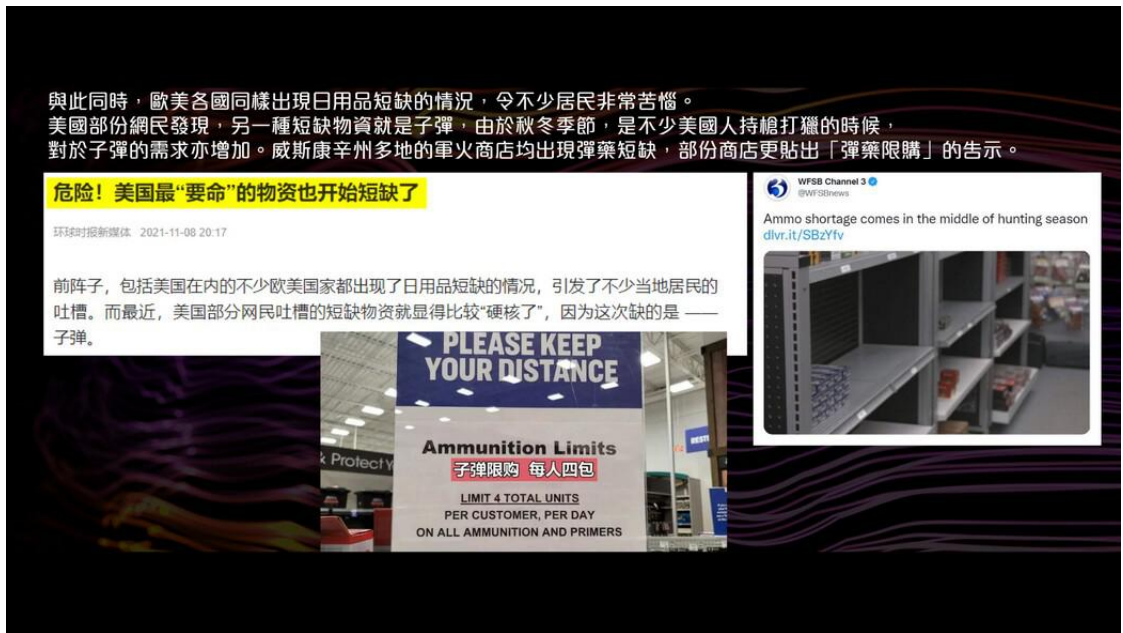 與此同時，歐美各國同樣出現日用品短缺的情況，令不少居民非常苦惱。
美國部份網民發現，另一種短缺物資就是子彈，由於秋冬季節，是不少美國人持槍打獵的時候，
對於子彈的需求亦增加。威斯康辛州多地的軍火商店均出現彈藥短缺，部份商店更貼出「彈藥限購」的告示。
危险！美国最“要命”的物资也开始短缺了
环球时报新媒体 2021-11-08 20:17
前阵子，包括美国在内的不少欧美国家都出现了日用品短缺的情况，引发了不少当地居民的
吐槽。而最近，美国部分网民吐槽的短缺物资就显得比较“硬核了”，因为这次缺的是 ——
子弹。
WFSB Channel 3
@WFSBnews
Ammo shortage comes in the middle of hunting season
dlvr.it/SBzYfv
PLEASE KEEP
YOUR DISTANCE
Ammunition Limits
子弹限购 每人四包
LIMIT 4 TOTAL UNITS
PER CUSTOMER, PER DAY
ON ALL AMMUNITION AND PRIMERS
& Protect